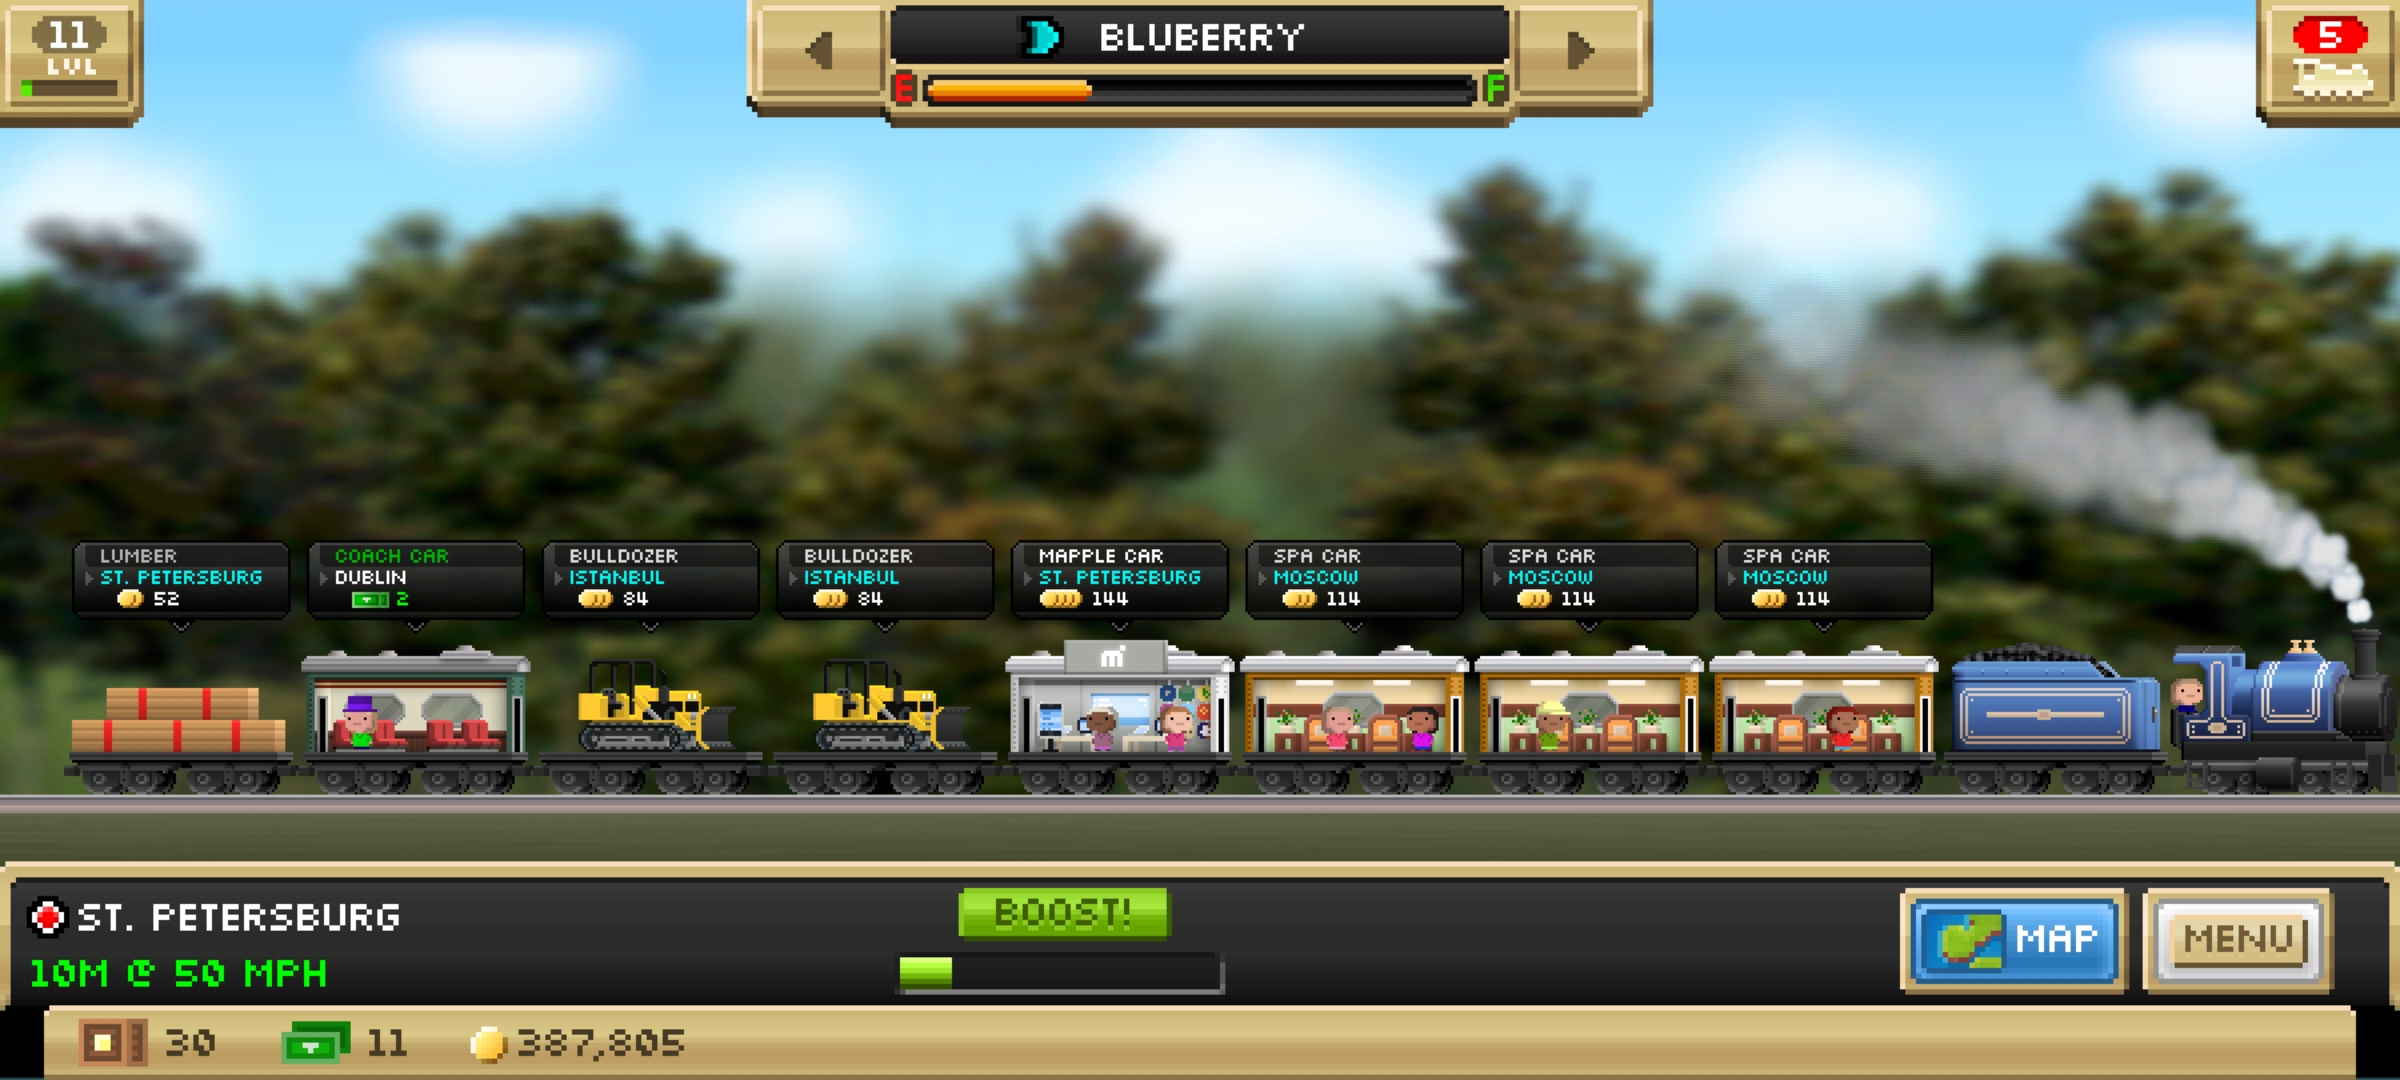 11
LVL
BLUBERRY
E
F
5
LUMBER
ST. PETERSBURG
52
COACH CAR
DUBLIN
2
BULLDOZER
ISTANBUL
84
BULLDOZER
ISTANBUL
84
MAPPLE CAR
ST. PETERSBURG
144
SPA CAR
MOSCOW
114
SPA CAR
MOSCOW
114
SPA CAR
MOSCOW
114
m
ST. PETERSBURG
10M @ 50 MPH
BOOST!
MAP
MENU
30
11
387,805